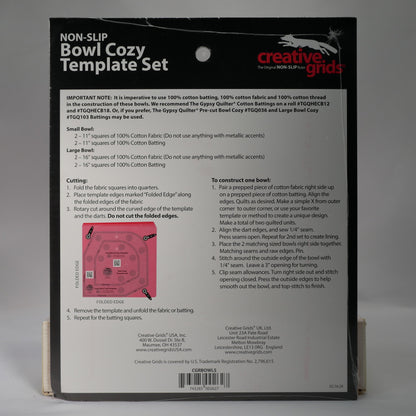 NON-SLIP
Bowl Cozy
Template Set
creative
grids®
The Original NON-SLIP Ruler
IMPORTANT NOTE: It is imperative to use 100% cotton batting, 100% cotton fabric and 100% cotton thread
in the construction of these bowls. We recommend The Gypsy Quilter® Cotton Battings on a roll #TGQHECB12
and #TGQHECB18. Or, if you prefer, The Gypsy Quilter® Pre-cut Bowl Cozy #TGQ036 and Large Bowl Cozy
#TGQ103 Battings may be used.
Small Bowl:
2 – 11" squares of 100% Cotton Fabric (Do not use anything with metallic accents)
2 – 11" squares of 100% Cotton Batting
Large Bowl:
2 – 16" squares of 100% Cotton Fabric (Do not use anything with metallic accents)
2 – 16" squares of 100% Cotton Batting
Cutting:
1. Fold the fabric squares into quarters.
2. Place template edges marked "Folded Edge" along
the folded edges of the fabric
3. Rotary cut around the curved edge of the template
and the darts. Do not cut the folded edges.
FOLDED EDGE
FOLDED EDGE
4. Remove the template and unfold the fabric or batting.
5. Repeat for the batting squares.
To construct one bowl:
1. Pair a prepped piece of cotton fabric right side up
on a prepped piece of cotton batting. Align the
edges. Quilt as desired. Make a simple X from corner
outer corner to outer corner, or use your favorite
template or method to create a unique design.
Make a total of two quilted units.
2. Align the dart edges, and sew 1/4" seam.
Press seams open. Repeat for 2nd set to create lining.
3. Place the 2 matching sized bowls right side together.
Matching seams and raw edges. Pin.
4. Stitch around the outside edge of the bowl with
1/4" seam. Leave a 3" opening for turning.
5. Clip seam allowances. Turn right side out and stitch
opening closed. Press the outside edges to help
smooth out the bowl, and top-stitch to finish.
Creative Grids® USA, Inc.
400 W. Dussel Dr. Ste B,
Maumee, OH 43537
www.creativegridsUSA.com
Creative Grids® UK, Ltd.
Unit 23A Pate Road
Leicester Road Industrial Estate
Melton Mowbray
Leicestershire, LE13 0RG England
www.creativegrids.com
Creative Grids is covered by U.S. Trademark Registration No. 2,796,615
CGRBOWLS